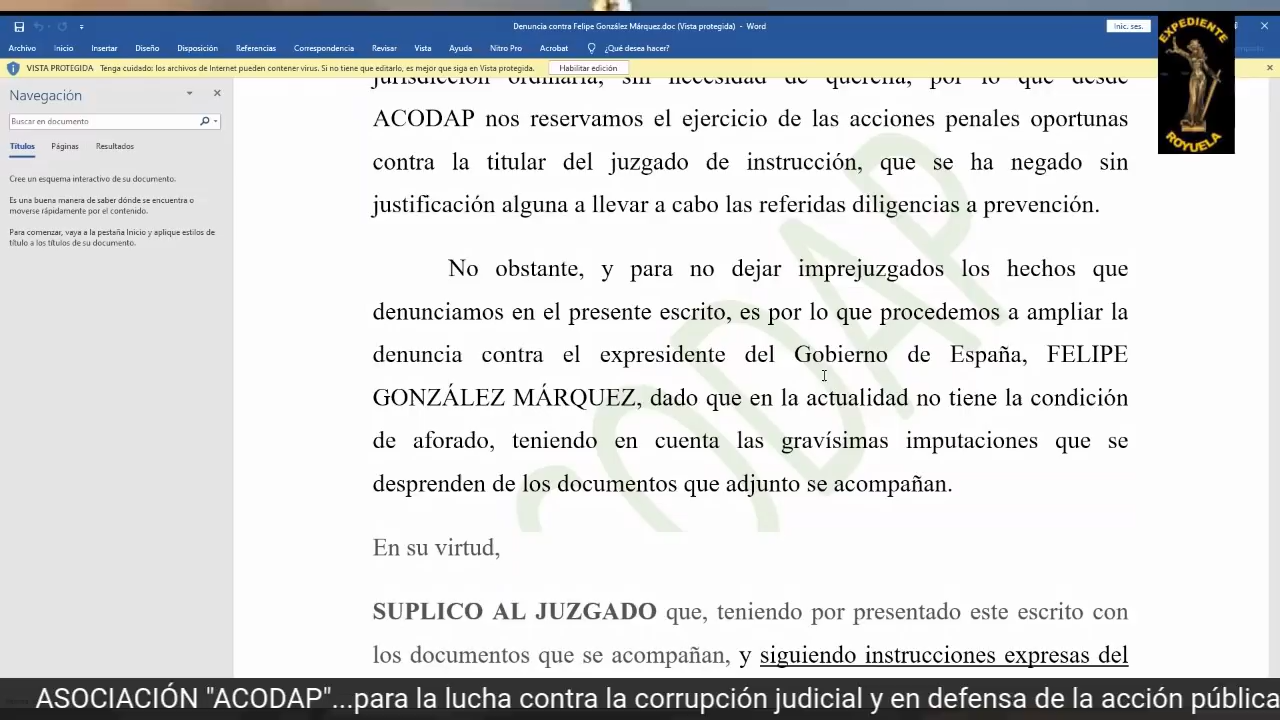 Denuncia contra Felipe González Márquez.doc (Vista protegida) - Word
Inic. ses.
Archivo Inicio Insertar Diseño Disposición Referencias Correspondencia Revisar Vista Ayuda Nitro Pro Acrobat ¿Qué desea hacer?
VISTA PROTEGIDA Tenga cuidado: los archivos de Internet pueden contener virus. Si no tiene que editarlo, es mejor que siga en Vista protegida. Habilitar edición
EXPEDIENTE
ROYUELA
Navegación
Buscar en documento
Títulos Páginas Resultados
Cree un esquema interactivo de su documento.
Es una buena manera de saber dónde se encuentra o
moverse rápidamente por el contenido.
Para comenzar, vaya a la pestaña Inicio y aplique estilos de
título a los títulos de su documento.
jurisdicción ordinaria, sin necesidad de querella, por lo que desde
ACODAP nos reservamos el ejercicio de las acciones penales oportunas
contra la titular del juzgado de instrucción, que se ha negado sin
justificación alguna a llevar a cabo las referidas diligencias a prevención.
No obstante, y para no dejar imprejuzgados los hechos que
denunciamos en el presente escrito, es por lo que procedemos a ampliar la
denuncia contra el expresidente del Gobierno de España, FELIPE
GONZÁLEZ MÁRQUEZ, dado que en la actualidad no tiene la condición
de aforado, teniendo en cuenta las gravísimas imputaciones que se
desprenden de los documentos que adjunto se acompañan.
En su virtud,
SUPLICO AL JUZGADO que, teniendo por presentado este escrito con
los documentos que se acompañan, y siguiendo instrucciones expresas del
ASOCIACIÓN "ACODAP"...para la lucha contra la corrupción judicial y en defensa de la acción pública